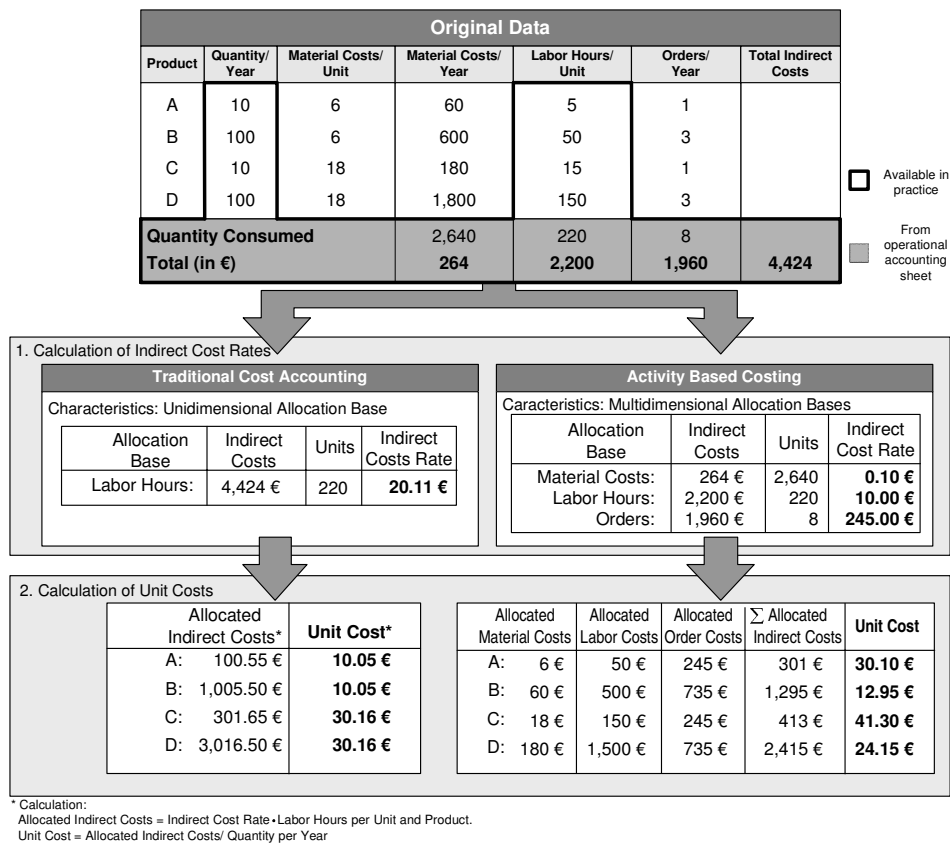 Original Data
Product Quantity/ Year Material Costs/ Unit Material Costs/ Year Labor Hours/ Unit Orders/ Year Total Indirect Costs
A 10 6 60 5 1
B 100 6 600 50 3
C 10 18 180 15 1
D 100 18 1,800 150 3
Quantity Consumed 2,640 220 8
Total (in €) 264 2,200 1,960 4,424
Available in
practice
From
operational
accounting
sheet
1. Calculation of Indirect Cost Rates
Traditional Cost Accounting
Characteristics: Unidimensional Allocation Base
Allocation Base Indirect Costs Units Indirect Costs Rate
Labor Hours: 4,424 € 220 20.11 €
Activity Based Costing
Caracteristics: Multidimensional Allocation Bases
Allocation Base Indirect Costs Units Indirect Cost Rate
Material Costs: 264 € 2,640 0.10 €
Labor Hours: 2,200 € 220 10.00 €
Orders: 1,960 € 8 245.00 €
2. Calculation of Unit Costs
Allocated Indirect Costs* Unit Cost*
A: 100.55 € 10.05 €
B: 1,005.50 € 10.05 €
C: 301.65 € 30.16 €
D: 3,016.50 € 30.16 €
Allocated Material Costs Allocated Labor Costs Allocated Order Costs ∑ Allocated Indirect Costs Unit Cost
A: 6 € 50 € 245 € 301 € 30.10 €
B: 60 € 500 € 735 € 1,295 € 12.95 €
C: 18 € 150 € 245 € 413 € 41.30 €
D: 180 € 1,500 € 735 € 2,415 € 24.15 €
* Calculation:
Allocated Indirect Costs = Indirect Cost Rate • Labor Hours per Unit and Product.
Unit Cost = Allocated Indirect Costs/ Quantity per Year